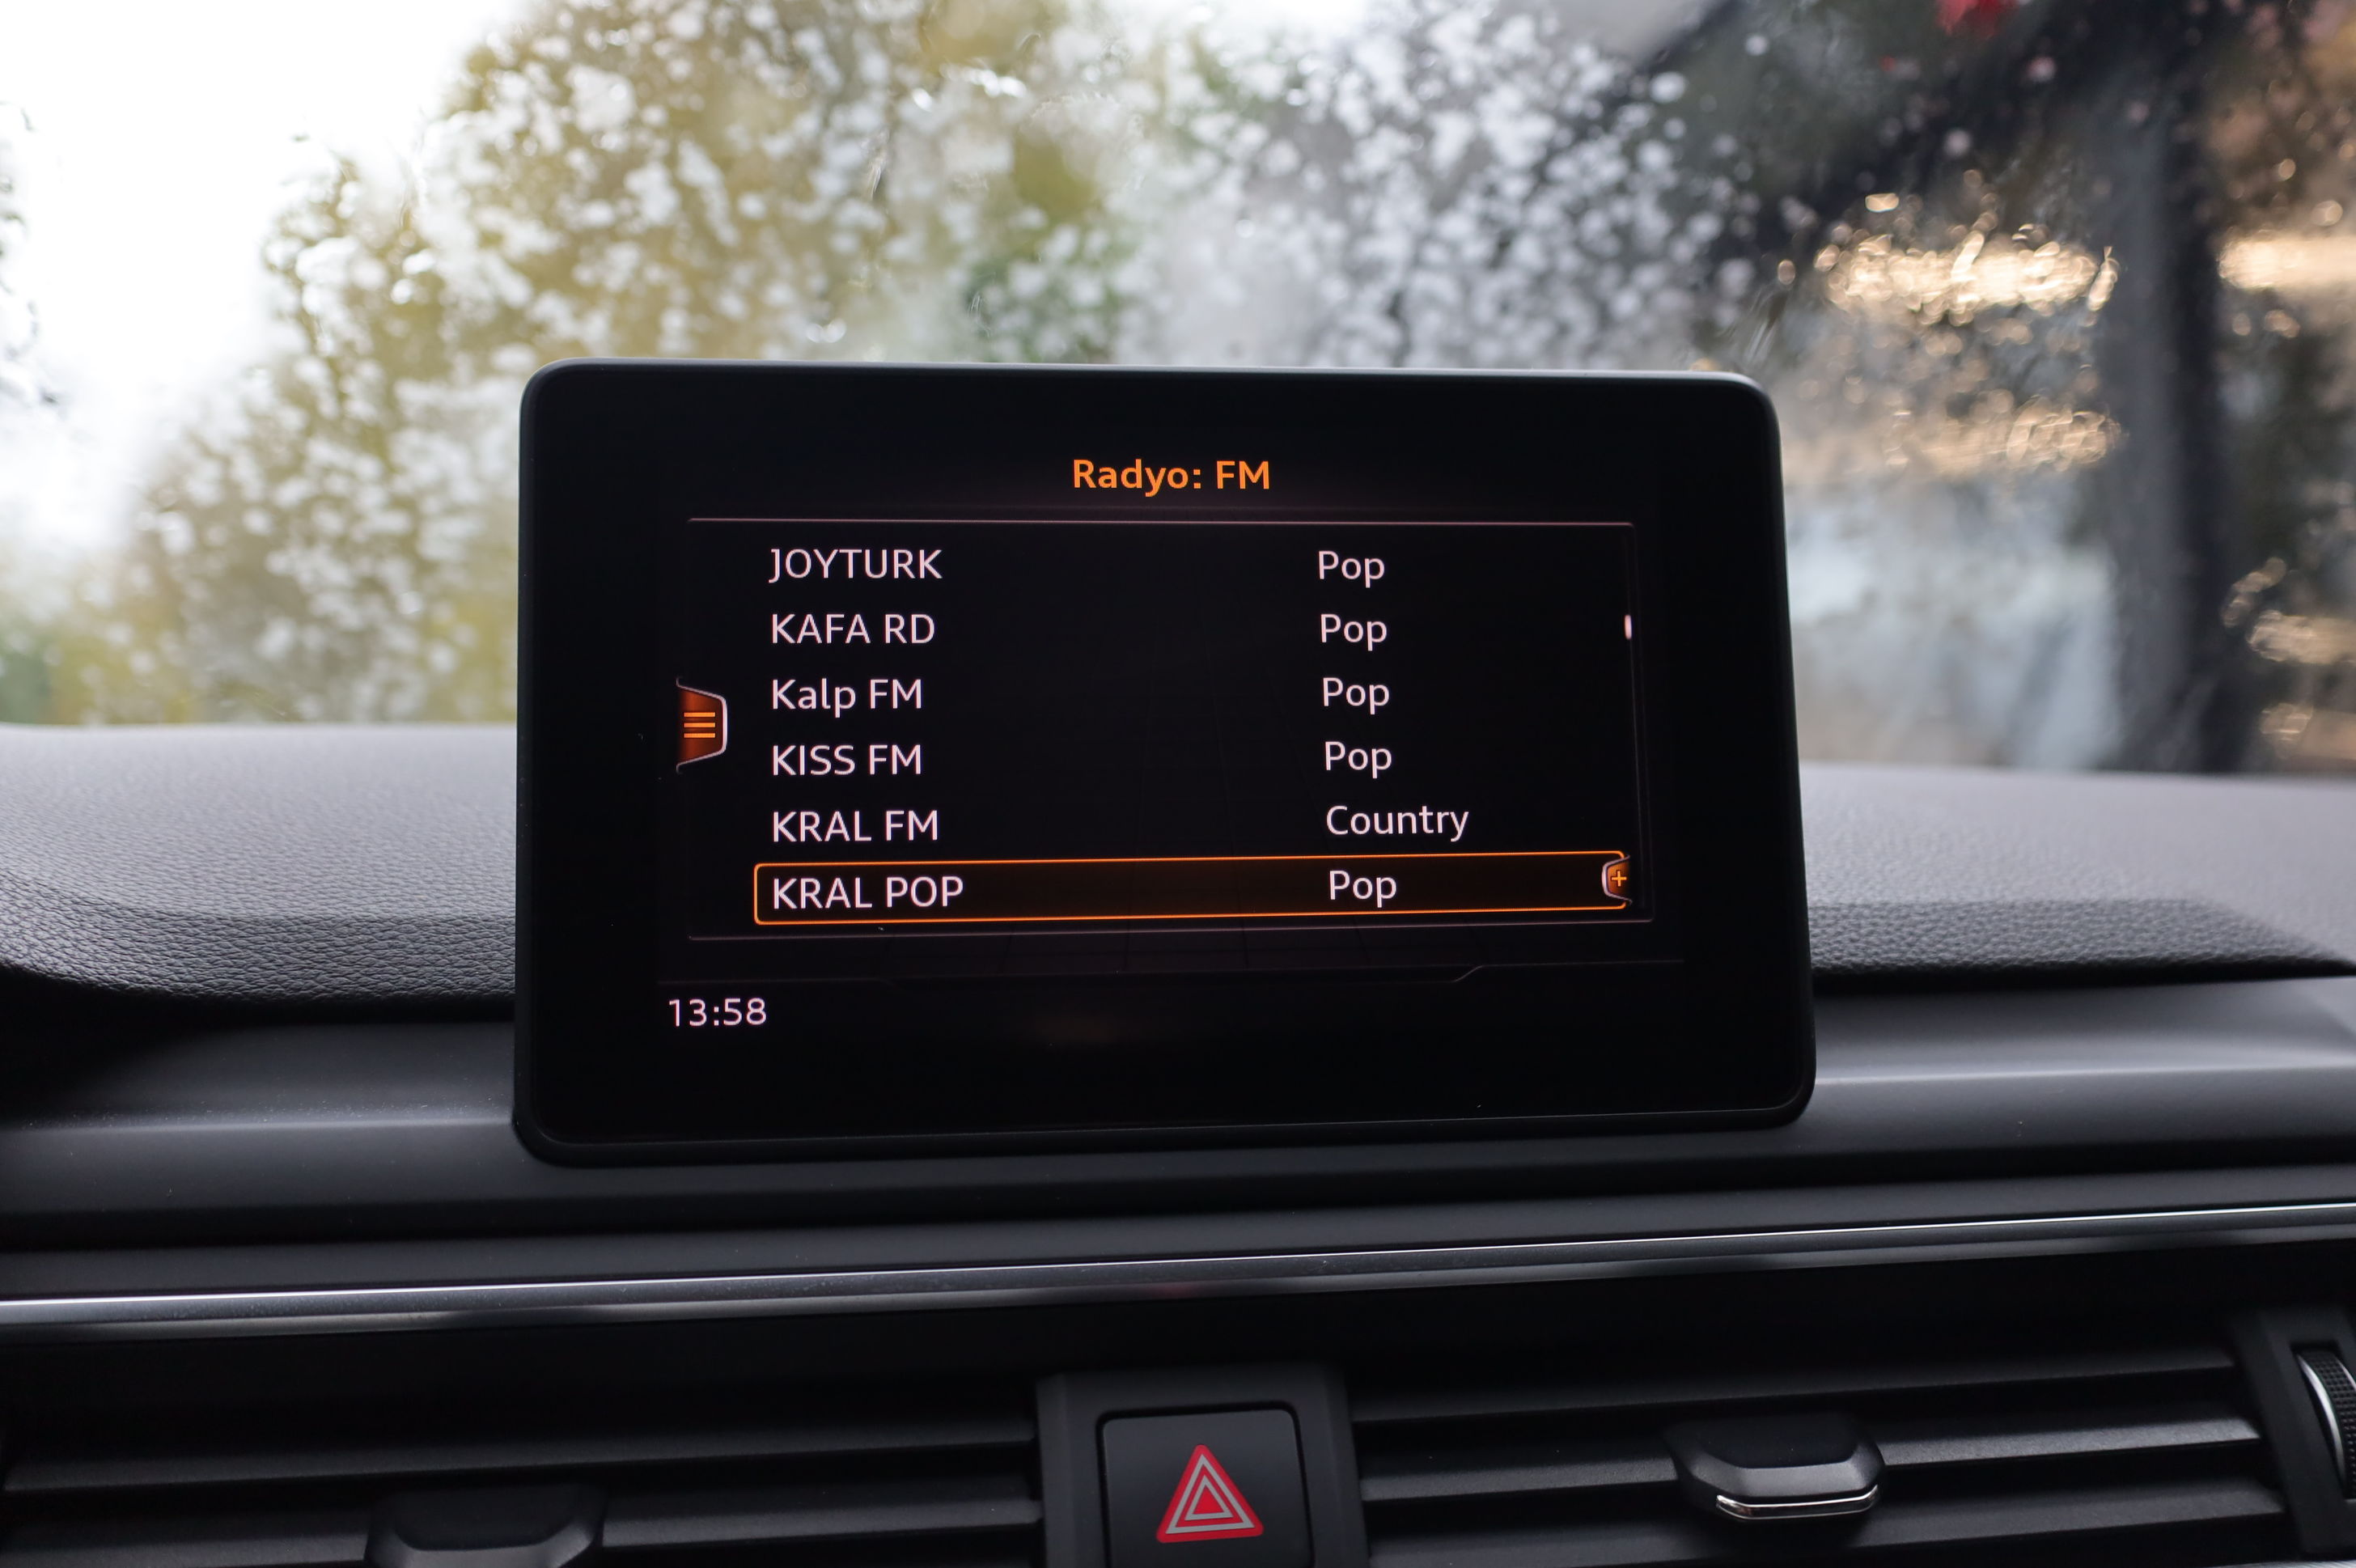 Radyo: FM
JOYTURK Pop
KAFA RD Pop
Kalp FM Pop
KISS FM Pop
KRAL FM Country
KRAL POP Pop
13:58